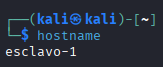 ┌──(kali㉿kali)-[~]
└─$ hostname
esclavo-1